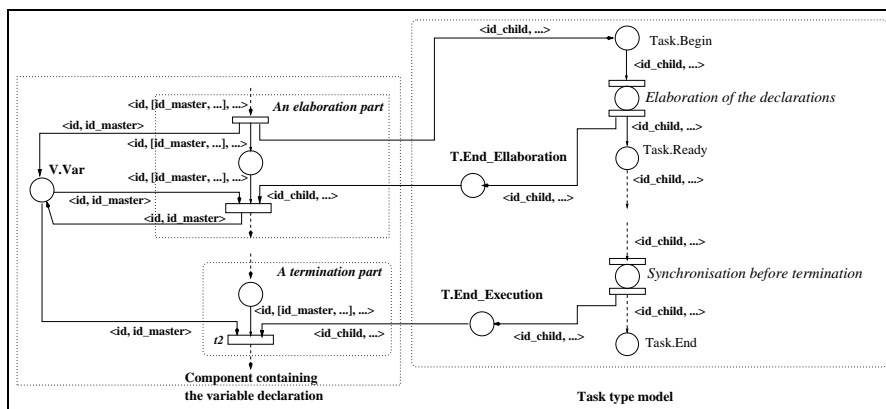 <id_child, ...>
Task.Begin
<id_child, ...>
<id, [id_master, ...], ...>
An elaboration part
Elaboration of the declarations
<id, id_master>
<id, [id_master, ...], ...>
<id_child, ...>
T.End_Ellaboration
Task.Ready
V.Var
<id, [id_master, ...], ...>
<id, id_master>
<id_child, ...>
<id_child, ...>
<id_child, ...>
<id, id_master>
<id_child, ...>
A termination part
Synchronisation before termination
T.End_Execution
<id, [id_master, ...], ...>
<id_child, ...>
<id, id_master>
<id_child, ...>
<id_child, ...>
t2
Task.End
Component containing
the variable declaration
Task type model